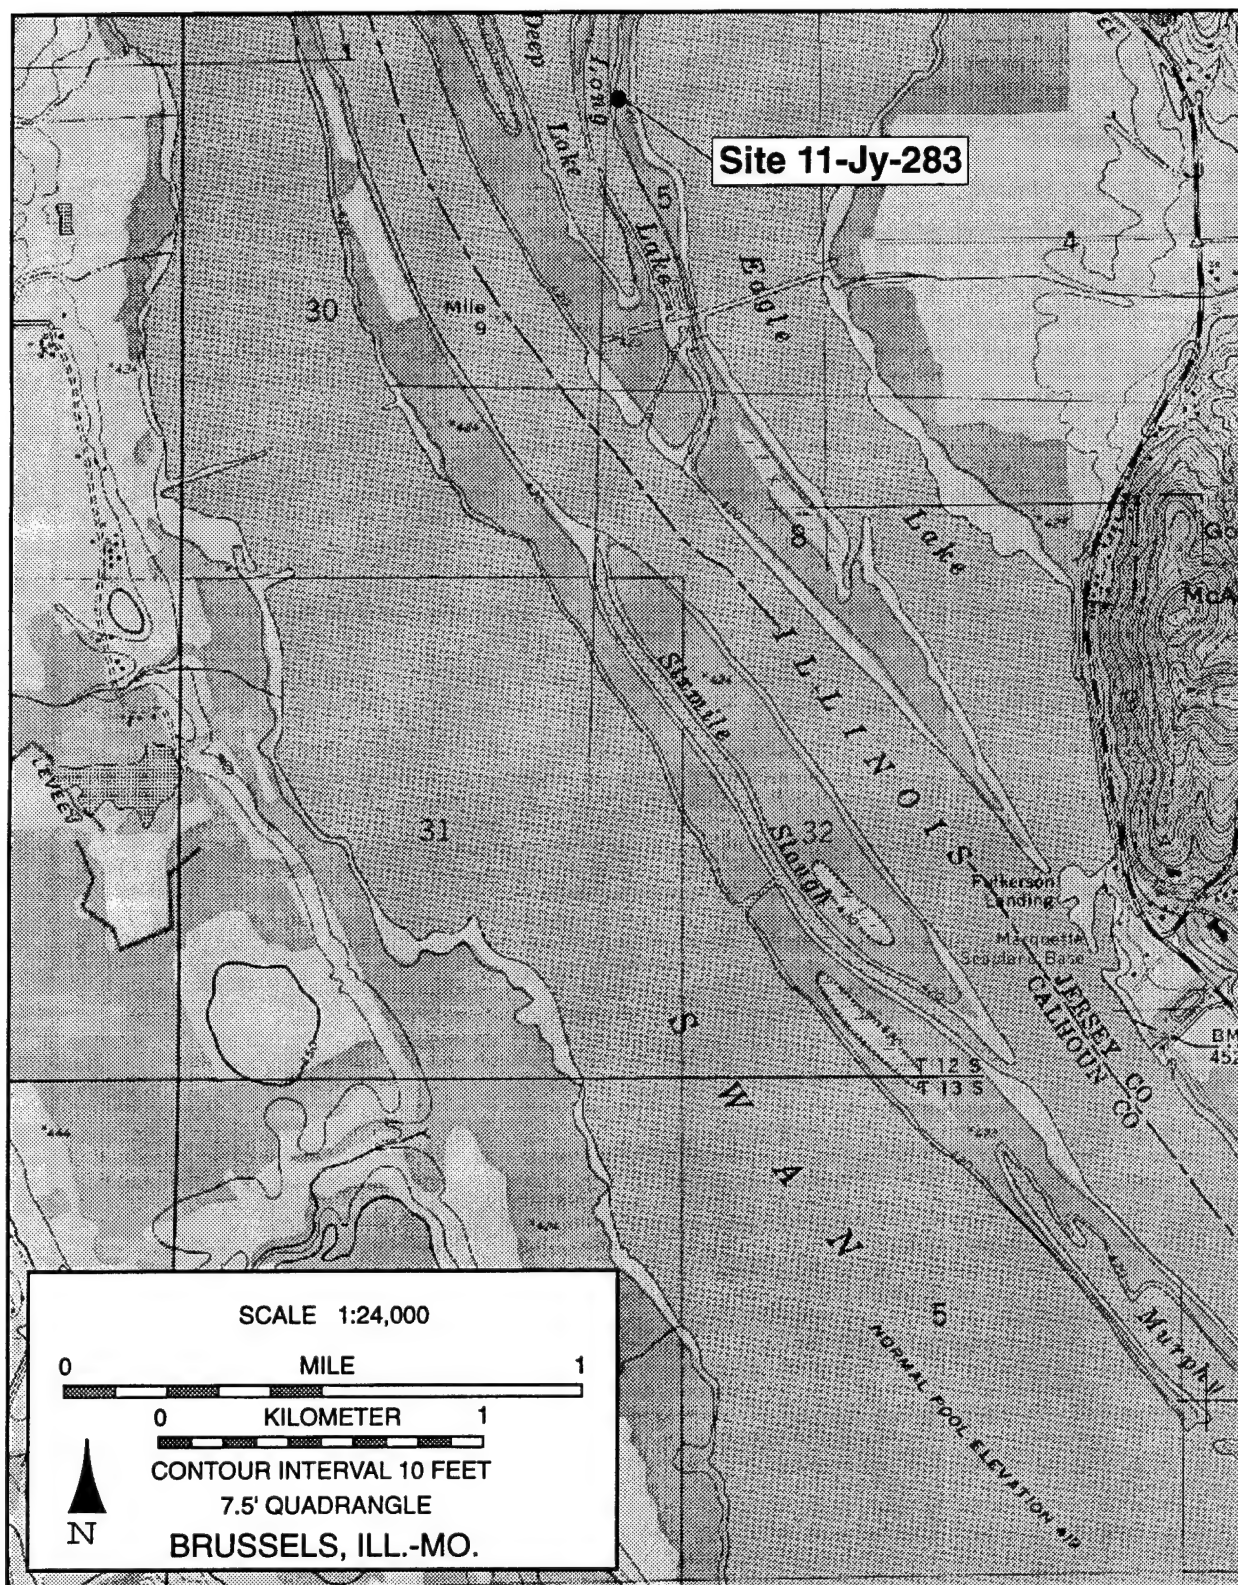 Deep
Lake
Long
Lake
Site 11-Jy-283
5
4
Eagle
Lake
30
Mile
9
8
ILLINOIS
Sixmile
Slough
LEVEE
31
32
Fulkerson
Landing
Marquette
Seaplane Base
JERSEY CO
CALHOUN CO
BM
452
T 12 S
T 13 S
SWAN
5
Murphy
NORMAL POOL ELEVATION 419
SCALE 1:24,000
0 MILE 1
0 KILOMETER 1
CONTOUR INTERVAL 10 FEET
7.5' QUADRANGLE
N
BRUSSELS, ILL.-MO.